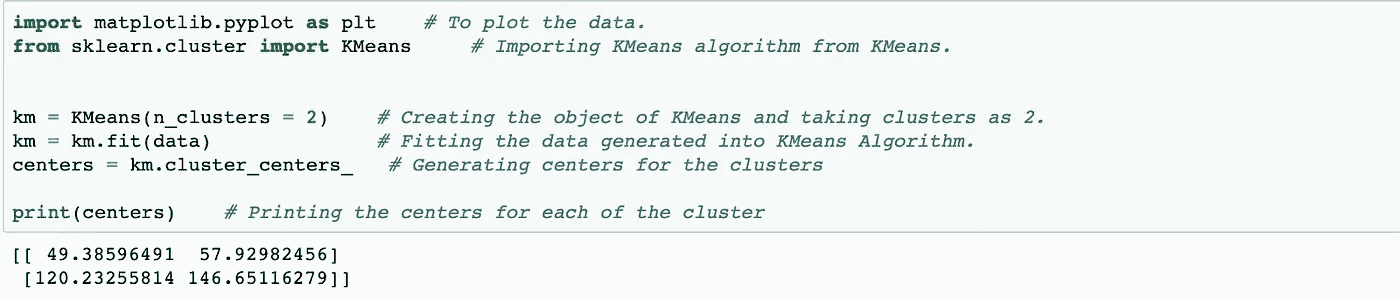 import matplotlib.pyplot as plt    # To plot the data.
from sklearn.cluster import KMeans     # Importing KMeans algorithm from KMeans.
km = KMeans(n_clusters = 2)    # Creating the object of KMeans and taking clusters as 2.
km = km.fit(data)              # Fitting the data generated into KMeans Algorithm.
centers = km.cluster_centers_   # Generating centers for the clusters
print(centers)    # Printing the centers for each of the cluster
[[ 49.38596491  57.92982456]
 [120.23255814 146.65116279]]